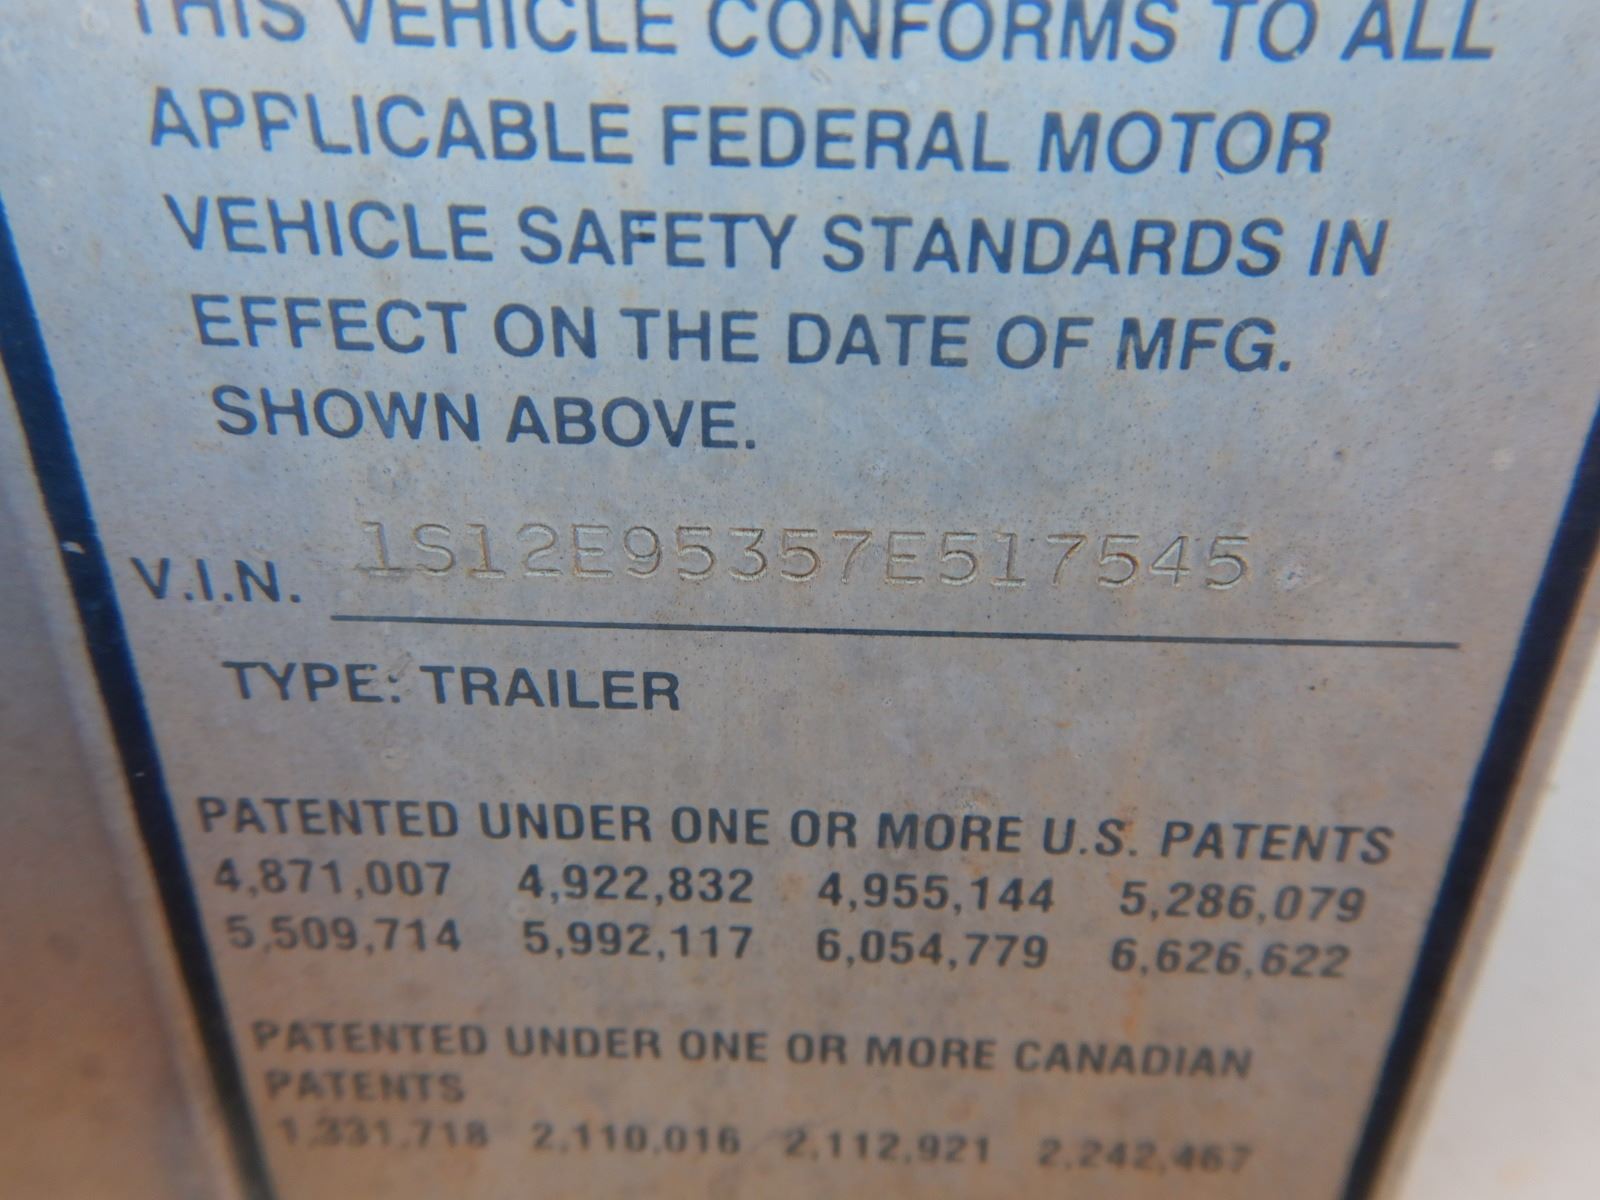 THIS VEHICLE CONFORMS TO ALL
APPLICABLE FEDERAL MOTOR
VEHICLE SAFETY STANDARDS IN
EFFECT ON THE DATE OF MFG.
SHOWN ABOVE.
V.I.N. 1S12E95357E517545
TYPE: TRAILER
PATENTED UNDER ONE OR MORE U.S. PATENTS
4,871,007 4,922,832 4,955,144 5,286,079
5,509,714 5,992,117 6,054,779 6,626,622
PATENTED UNDER ONE OR MORE CANADIAN
PATENTS
1,331,718 2,110,016 2,112,921 2,242,467